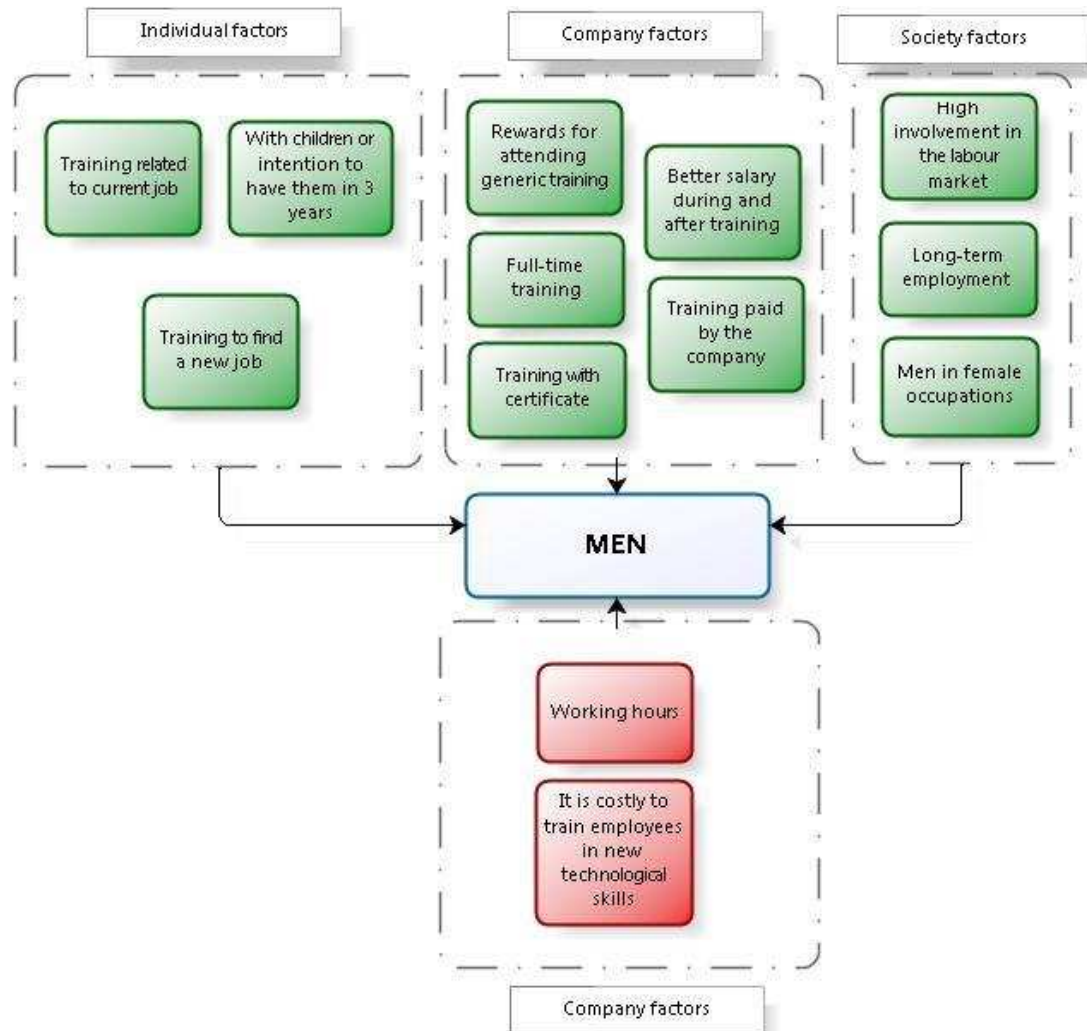 Individual factors
Company factors
Society factors
Training related
to current job
With children or
intention to
have them in 3
years
Training to find
a new job
Rewards for
attending
generic training
Better salary
during and
after training
Full-time
training
Training paid
by the
company
Training with
certificate
High
involvement in
the labour
market
Long-term
employment
Men in female
occupations
MEN
Working hours
It is costly to
train employees
in new
technological
skills
Company factors